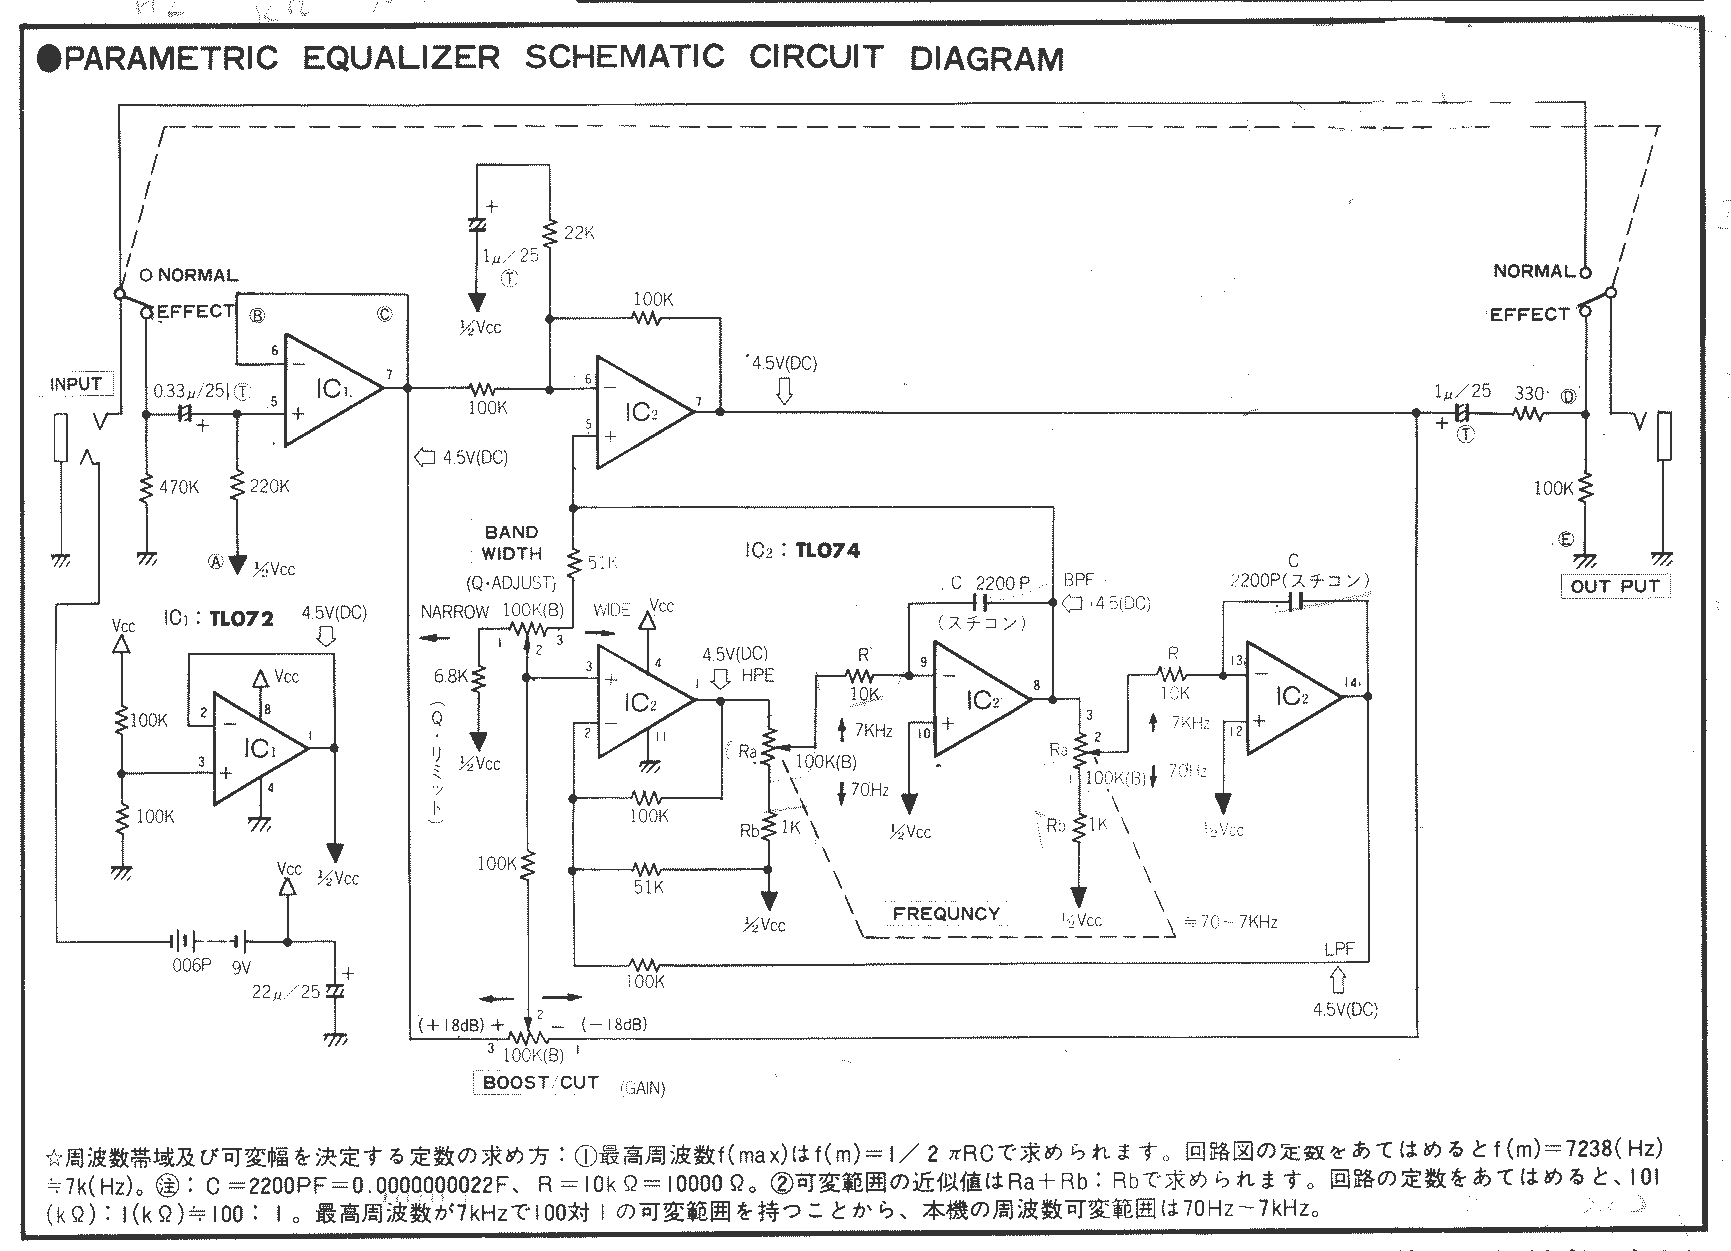 ●PARAMETRIC EQUALIZER SCHEMATIC CIRCUIT DIAGRAM
NORMAL
EFFECT
Ⓑ
Ⓒ
INPUT
0.33μ/25
Ⓣ
6
5
7
IC₁
470K
220K
Ⓐ
½Vcc
4.5V(DC)
+
1μ/25
Ⓣ
½Vcc
22K
100K
100K
6
5
7
IC₂
4.5V(DC)
NORMAL
EFFECT
1μ/25
330
Ⓓ
+
Ⓣ
100K
Ⓔ
OUT PUT
IC₁：TL072
4.5V(DC)
Vcc
Vcc
100K
2
8
3
1
4
IC₁
100K
½Vcc
Vcc
006P
9V
22μ/25
+
BAND
WIDTH
(Q・ADJUST)
NARROW
100K(B)
WIDE
1
2
3
51K
6.8K
(Q・リミット)
½Vcc
Vcc
3
4
IC₂
1
2
11
4.5V(DC)
HPE
IC₂：TL074
Ra
100K(B)
Rb
1K
100K
51K
½Vcc
100K
100K
R
10K
7KHz
70Hz
C 2200P
(スチコン)
9
10
8
IC₂
½Vcc
BPF
4.5(DC)
3
2
1
Ra
100K(B)
Rb
1K
½Vcc
R
10K
7KHz
70Hz
C
2200P(スチコン)
13
12
14
IC₂
½Vcc
FREQUNCY
≒70~7KHz
LPF
4.5V(DC)
(+18dB) +
2
− (−18dB)
3
100K(B)
1
BOOST/CUT
(GAIN)
☆周波数帯域及び可変幅を決定する定数の求め方：①最高周波数f(max)はf(m)=1／2πRCで求められます。回路図の定数をあてはめるとf(m)=7238(Hz)
≒7k(Hz)。㊟：C=2200PF=0.0000000022F、R=10kΩ=10000Ω。②可変範囲の近似値はRa+Rb：Rbで求められます。回路の定数をあてはめると、101
(kΩ)：1(kΩ)≒100：1。最高周波数が7kHzで100対1の可変範囲を持つことから、本機の周波数可変範囲は70Hz~7kHz。